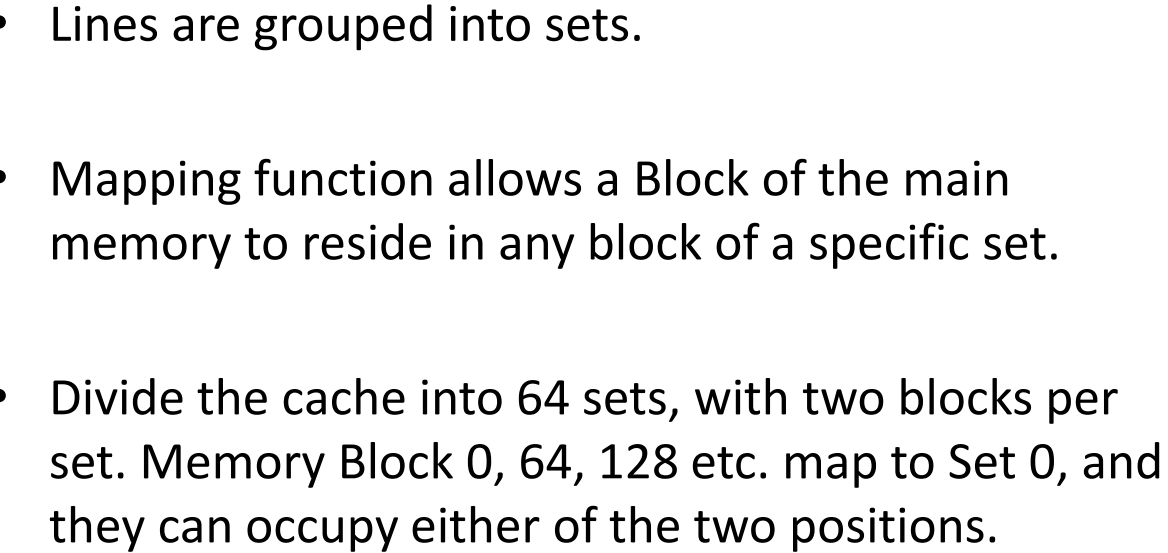 • Lines are grouped into sets.
• Mapping function allows a Block of the main
memory to reside in any block of a specific set.
• Divide the cache into 64 sets, with two blocks per
set. Memory Block 0, 64, 128 etc. map to Set 0, and
they can occupy either of the two positions.